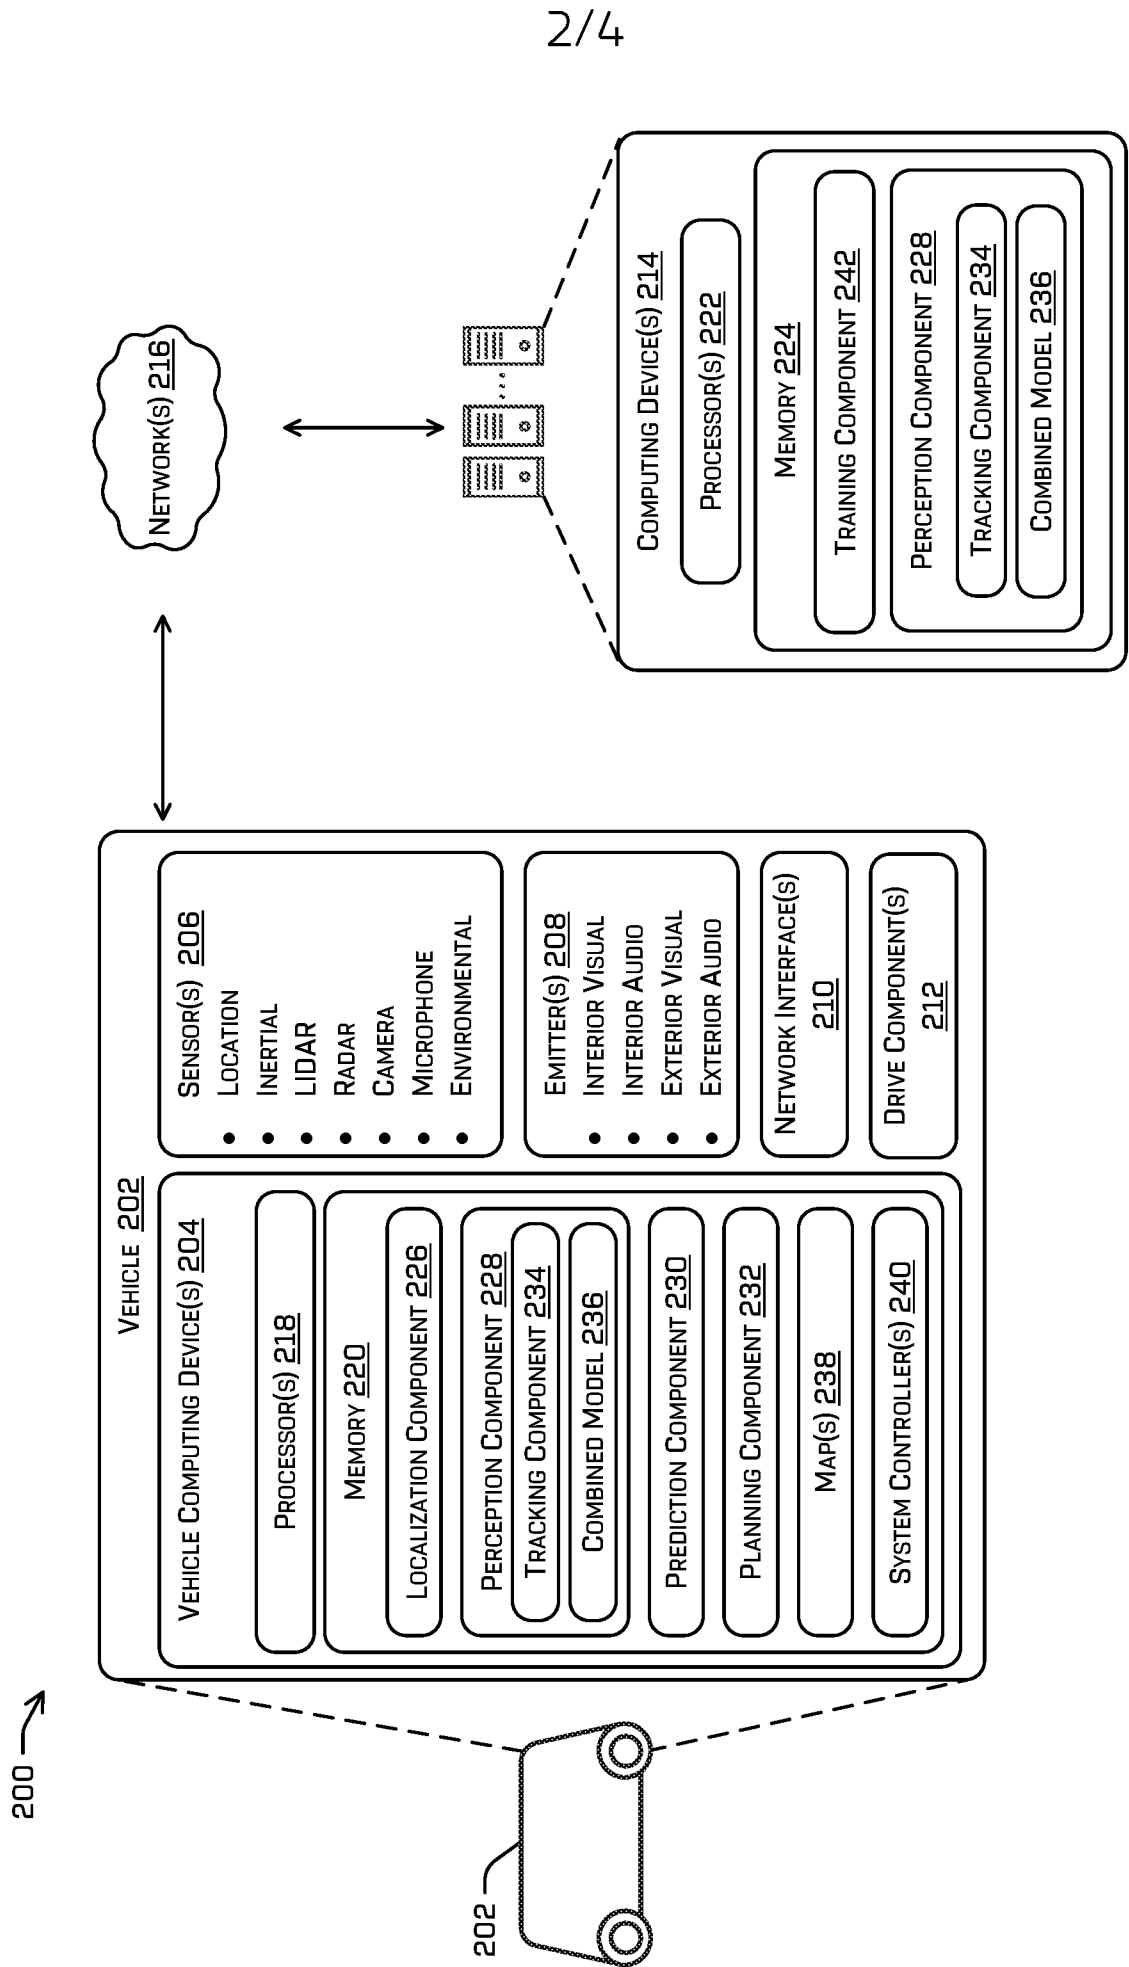 2/4
200
202
VEHICLE 202
VEHICLE COMPUTING DEVICE(S) 204
PROCESSOR(S) 218
MEMORY 220
LOCALIZATION COMPONENT 226
PERCEPTION COMPONENT 228
TRACKING COMPONENT 234
COMBINED MODEL 236
PREDICTION COMPONENT 230
PLANNING COMPONENT 232
MAP(S) 238
SYSTEM CONTROLLER(S) 240
SENSOR(S) 206
• LOCATION
• INERTIAL
• LIDAR
• RADAR
• CAMERA
• MICROPHONE
• ENVIRONMENTAL
EMITTER(S) 208
• INTERIOR VISUAL
• INTERIOR AUDIO
• EXTERIOR VISUAL
• EXTERIOR AUDIO
NETWORK INTERFACE(S)
210
DRIVE COMPONENT(S)
212
NETWORK(S) 216
COMPUTING DEVICE(S) 214
PROCESSOR(S) 222
MEMORY 224
TRAINING COMPONENT 242
PERCEPTION COMPONENT 228
TRACKING COMPONENT 234
COMBINED MODEL 236